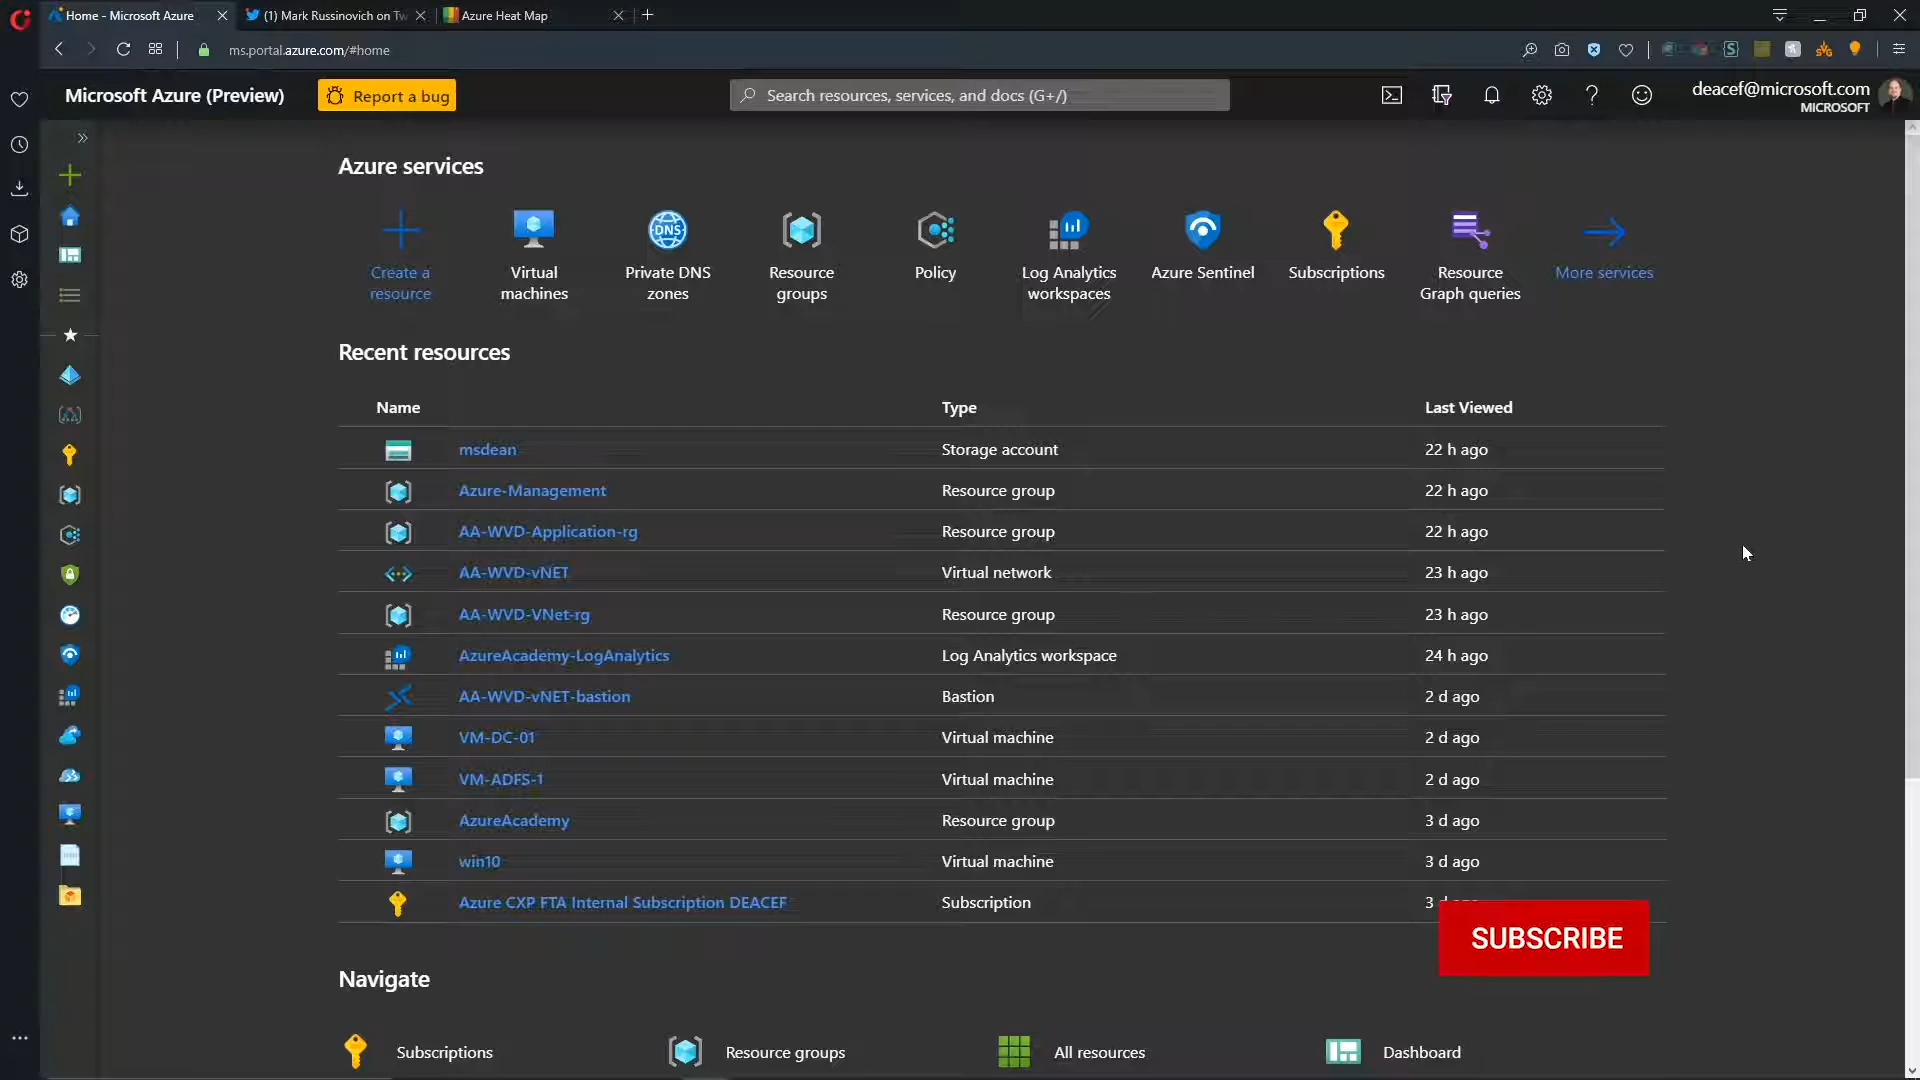 Home - Microsoft Azure
(1) Mark Russinovich on Tw
Azure Heat Map
ms.portal.azure.com/#home
Microsoft Azure (Preview)
Report a bug
Search resources, services, and docs (G+/)
deacef@microsoft.com
MICROSOFT
Azure services
Create a
resource
Virtual
machines
DNS
Private DNS
zones
Resource
groups
Policy
Log Analytics
workspaces
Azure Sentinel
Subscriptions
Resource
Graph queries
More services
Recent resources
Name Type Last Viewed
msdean Storage account 22 h ago
Azure-Management Resource group 22 h ago
AA-WVD-Application-rg Resource group 22 h ago
AA-WVD-vNET Virtual network 23 h ago
AA-WVD-VNet-rg Resource group 23 h ago
AzureAcademy-LogAnalytics Log Analytics workspace 24 h ago
AA-WVD-vNET-bastion Bastion 2 d ago
VM-DC-01 Virtual machine 2 d ago
VM-ADFS-1 Virtual machine 2 d ago
AzureAcademy Resource group 3 d ago
win10 Virtual machine 3 d ago
Azure CXP FTA Internal Subscription DEACEF Subscription 3
SUBSCRIBE
Navigate
Subscriptions
Resource groups
All resources
Dashboard